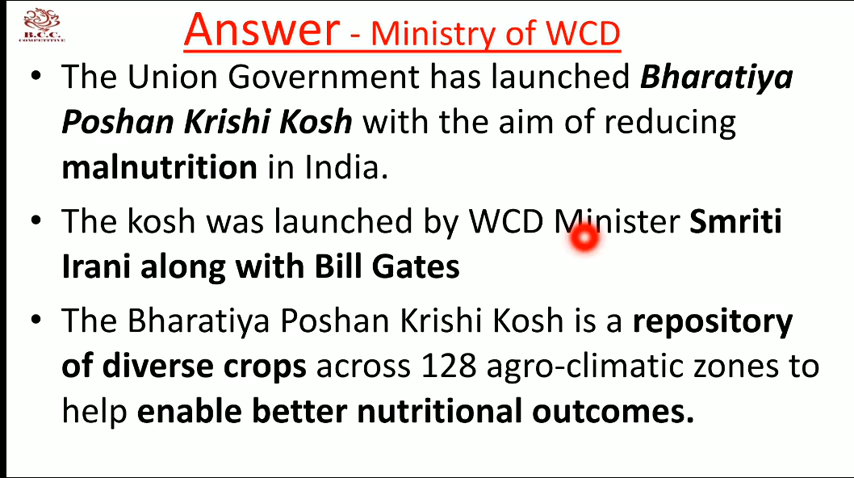 B.C.C.
COMPETITIVE
Answer - Ministry of WCD
• The Union Government has launched Bharatiya
Poshan Krishi Kosh with the aim of reducing
malnutrition in India.
• The kosh was launched by WCD Minister Smriti
Irani along with Bill Gates
• The Bharatiya Poshan Krishi Kosh is a repository
of diverse crops across 128 agro-climatic zones to
help enable better nutritional outcomes.